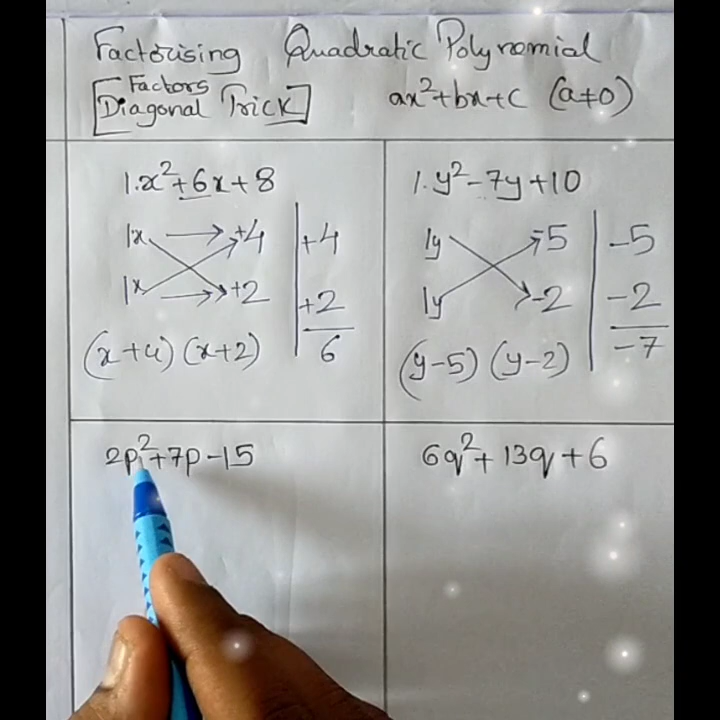 Factorising Quadratic Polynomial
[Factors Diagonal Trick] ax²+bx+c (a≠0)
1. x²+6x+8
1x +4 | +4
1x +2 | +2
(x+4) (x+2) 6
1. y²-7y+10
1y -5 | -5
1y -2 | -2
(y-5) (y-2) -7
2p²+7p-15
6q²+13q+6